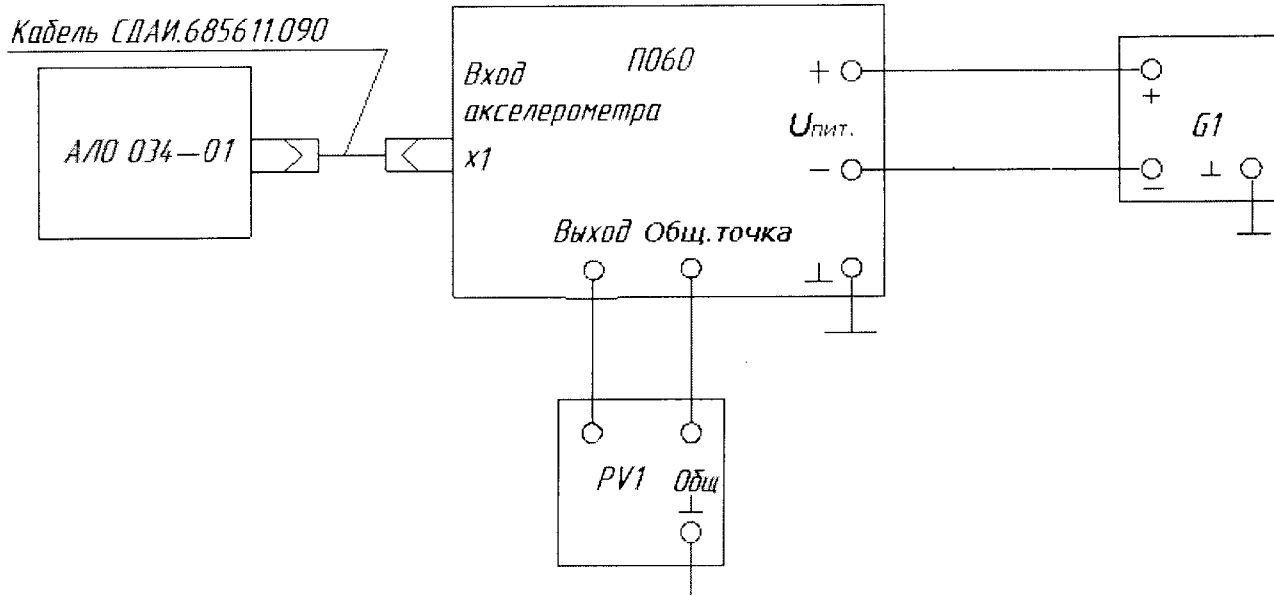 Кабель СДАИ.685611.090
АЛО 034-01
Вход
акселерометра
х1
П060
+
Uпит.
-
Выход Общ. точка
⊥
+
G1
-
⊥
PV1 Общ
⊥